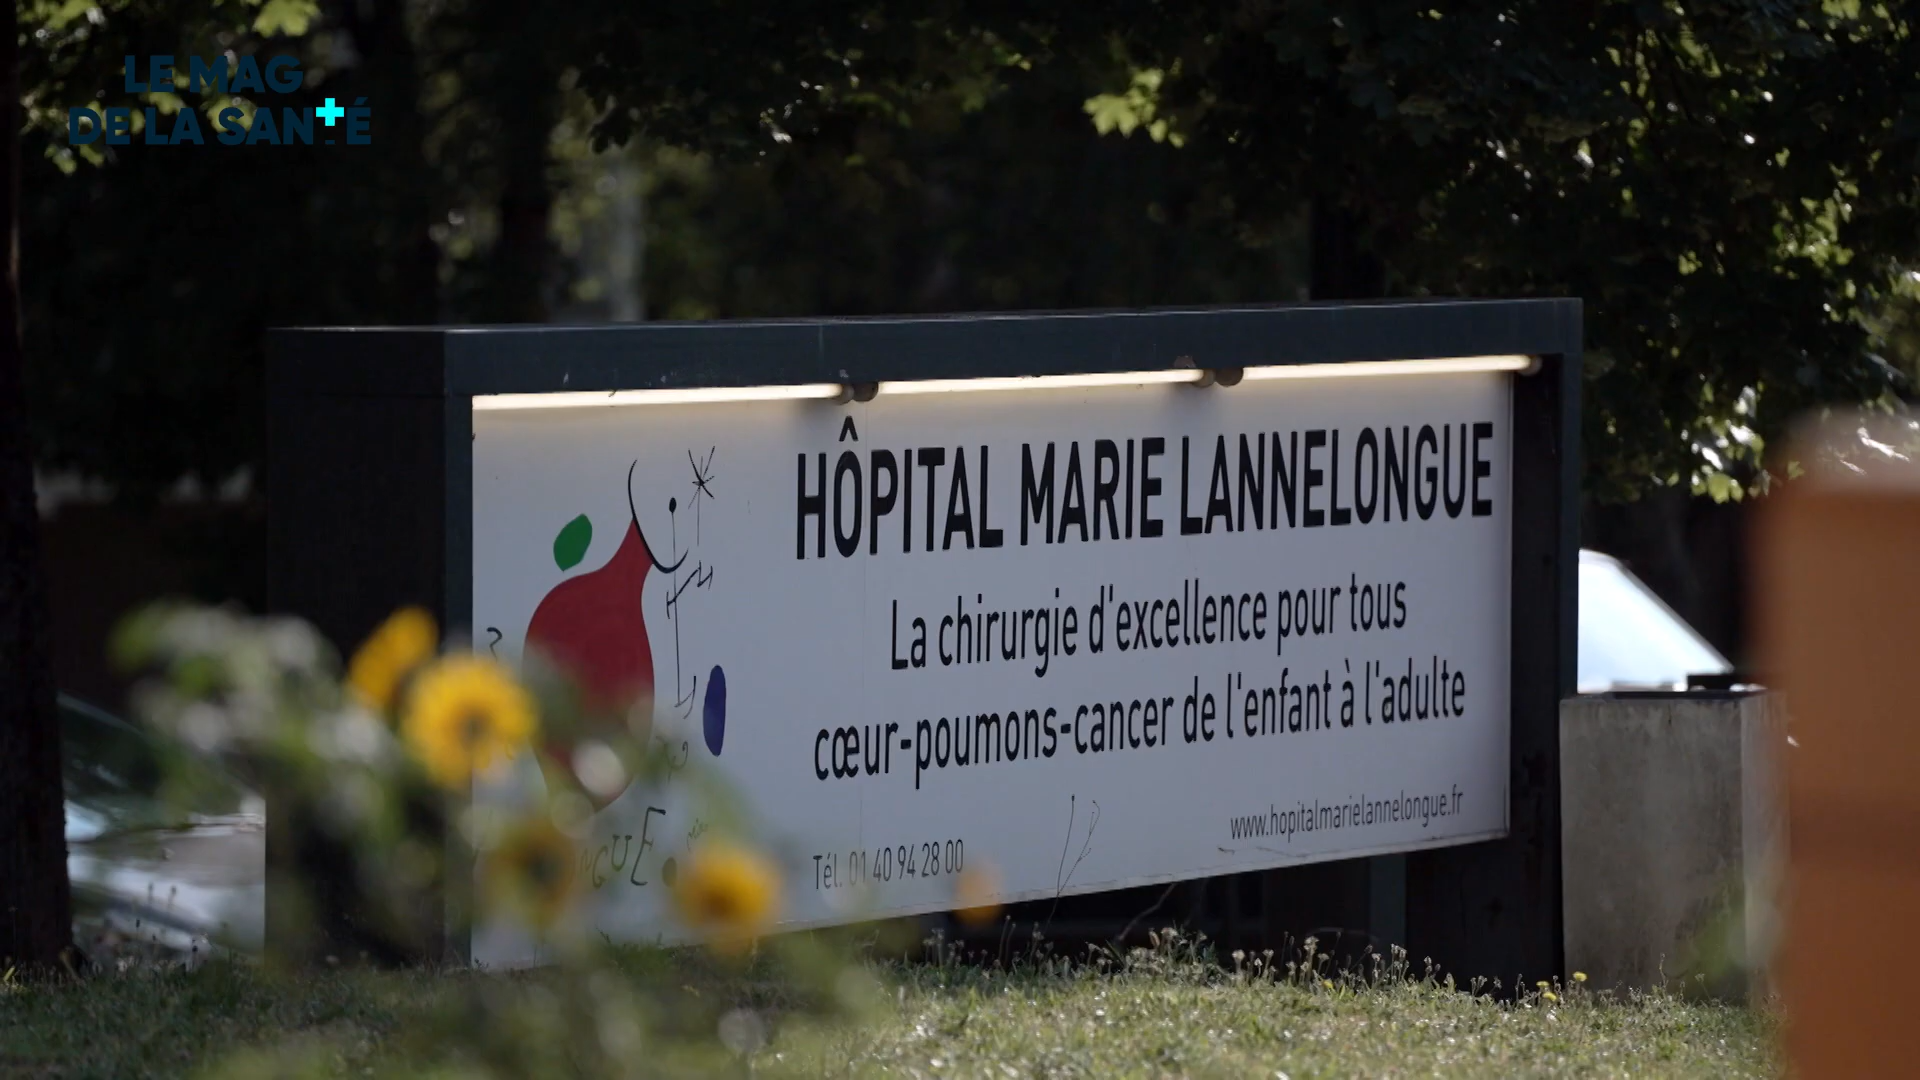 LE MAG
DE LA SANTÉ
HÔPITAL MARIE LANNELONGUE
La chirurgie d'excellence pour tous
cœur-poumons-cancer de l'enfant à l'adulte
www.hopitalmarielannelongue.fr
Tél. 01 40 94 28 00